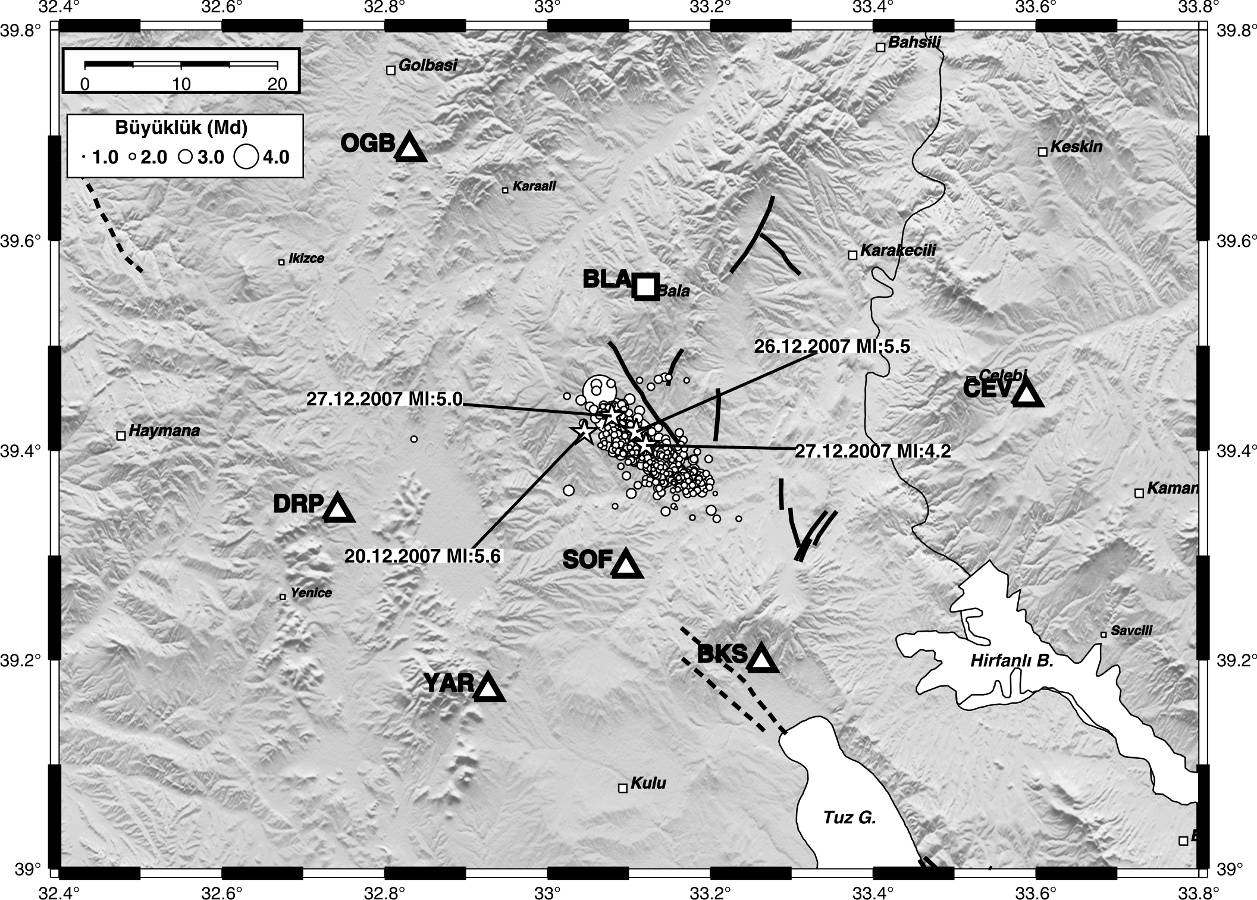 32.4° 32.6° 32.8° 33° 33.2° 33.4° 33.6° 33.8°
39.8° 39.8°
Bahsili
Golbasi
0 10 20
Büyüklük (Md)
1.0 2.0 3.0 4.0
OGB
Keskin
Karaali
39.6° 39.6°
Karakecili
Ikizce
BLA
Bala
26.12.2007 Ml:5.5
Celebi
CEV
27.12.2007 Ml:5.0
Haymana
39.4° 39.4°
27.12.2007 Ml:4.2
Kaman
DRP
20.12.2007 Ml:5.6
SOF
Yenice
Savcili
39.2° 39.2°
BKS
Hirfanlı B.
YAR
Kulu
Tuz G.
39° 39°
32.4° 32.6° 32.8° 33° 33.2° 33.4° 33.6° 33.8°